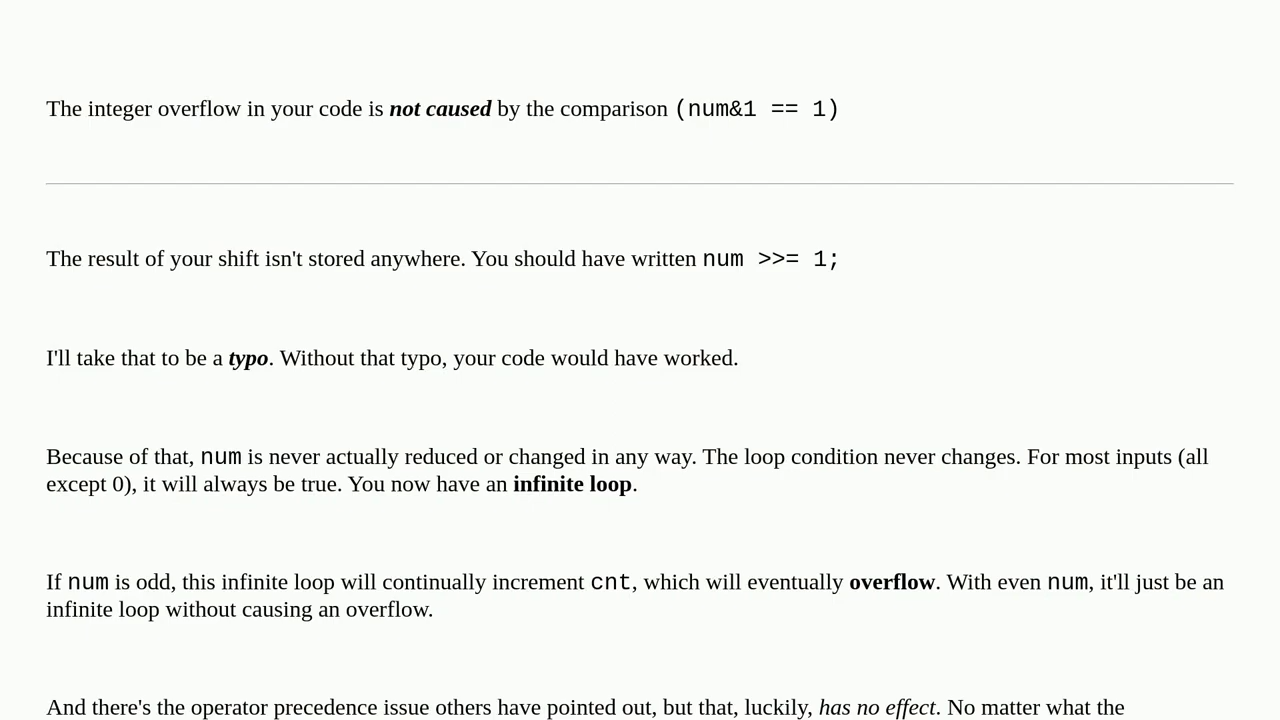 The integer overflow in your code is not caused by the comparison (num&1 == 1)
The result of your shift isn't stored anywhere. You should have written num >>= 1;
I'll take that to be a typo. Without that typo, your code would have worked.
Because of that, num is never actually reduced or changed in any way. The loop condition never changes. For most inputs (all
except 0), it will always be true. You now have an infinite loop.
If num is odd, this infinite loop will continually increment cnt, which will eventually overflow. With even num, it'll just be an
infinite loop without causing an overflow.
And there's the operator precedence issue others have pointed out, but that, luckily, has no effect. No matter what the